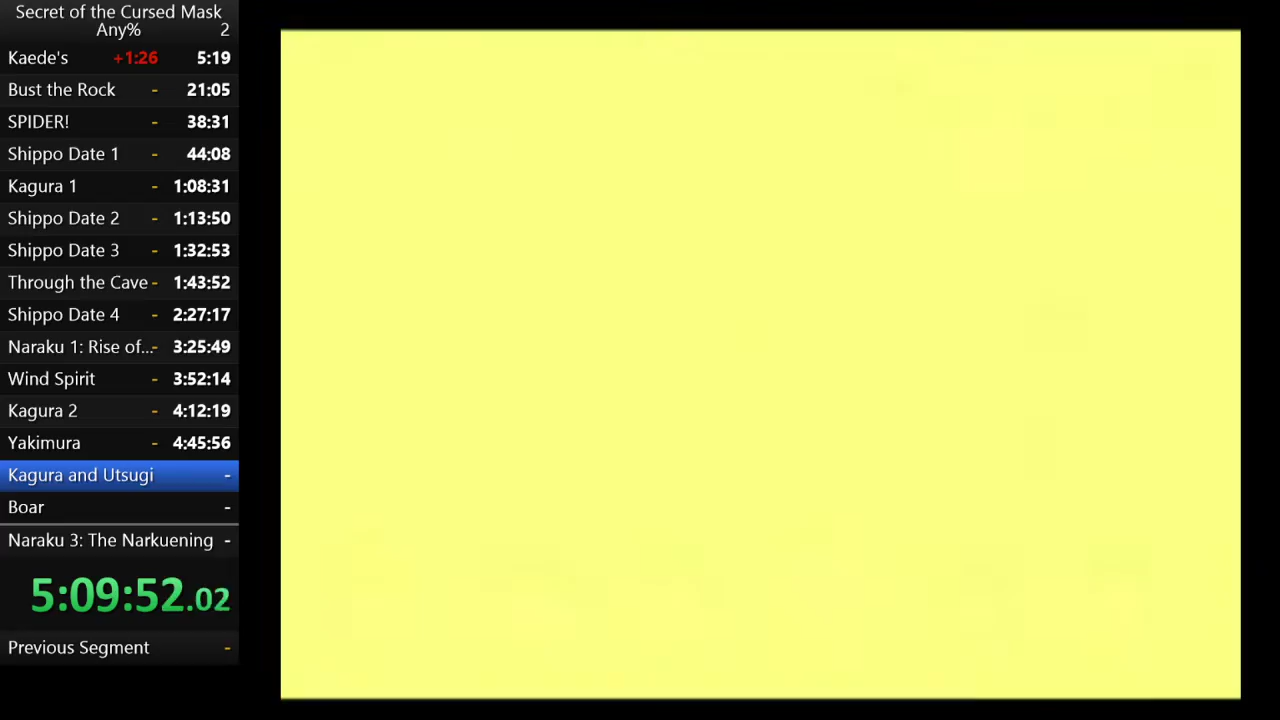 Secret of the Cursed Mask
Any% 2
Kaede's +1:26 5:19
Bust the Rock - 21:05
SPIDER! - 38:31
Shippo Date 1 - 44:08
Kagura 1 - 1:08:31
Shippo Date 2 - 1:13:50
Shippo Date 3 - 1:32:53
Through the Cave - 1:43:52
Shippo Date 4 - 2:27:17
Naraku 1: Rise of... - 3:25:49
Wind Spirit - 3:52:14
Kagura 2 - 4:12:19
Yakimura - 4:45:56
Kagura and Utsugi -
Boar -
Naraku 3: The Narkuening -
5:09:52.02
Previous Segment -